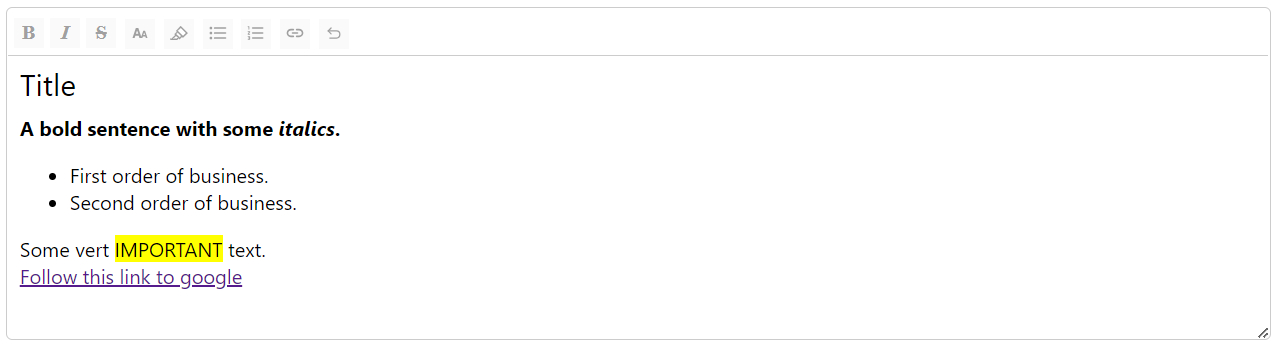 B I S AA
Title
A bold sentence with some italics.
• First order of business.
• Second order of business.
Some vert IMPORTANT text.
Follow this link to google